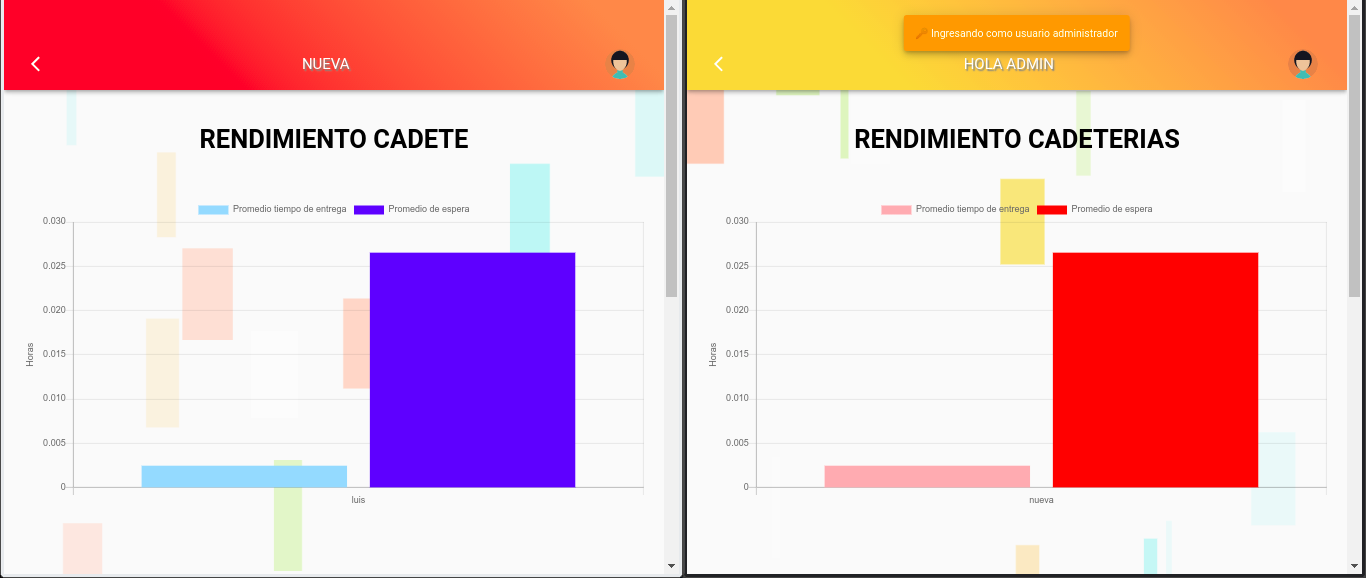 NUEVA
RENDIMIENTO CADETE
Promedio tiempo de entrega Promedio de espera
0.030
0.025
0.020
0.015
0.010
0.005
0
Horas
luis
🔑 Ingresando como usuario administrador
HOLA ADMIN
RENDIMIENTO CADETERIAS
Promedio tiempo de entrega Promedio de espera
0.030
0.025
0.020
0.015
0.010
0.005
0
Horas
nueva